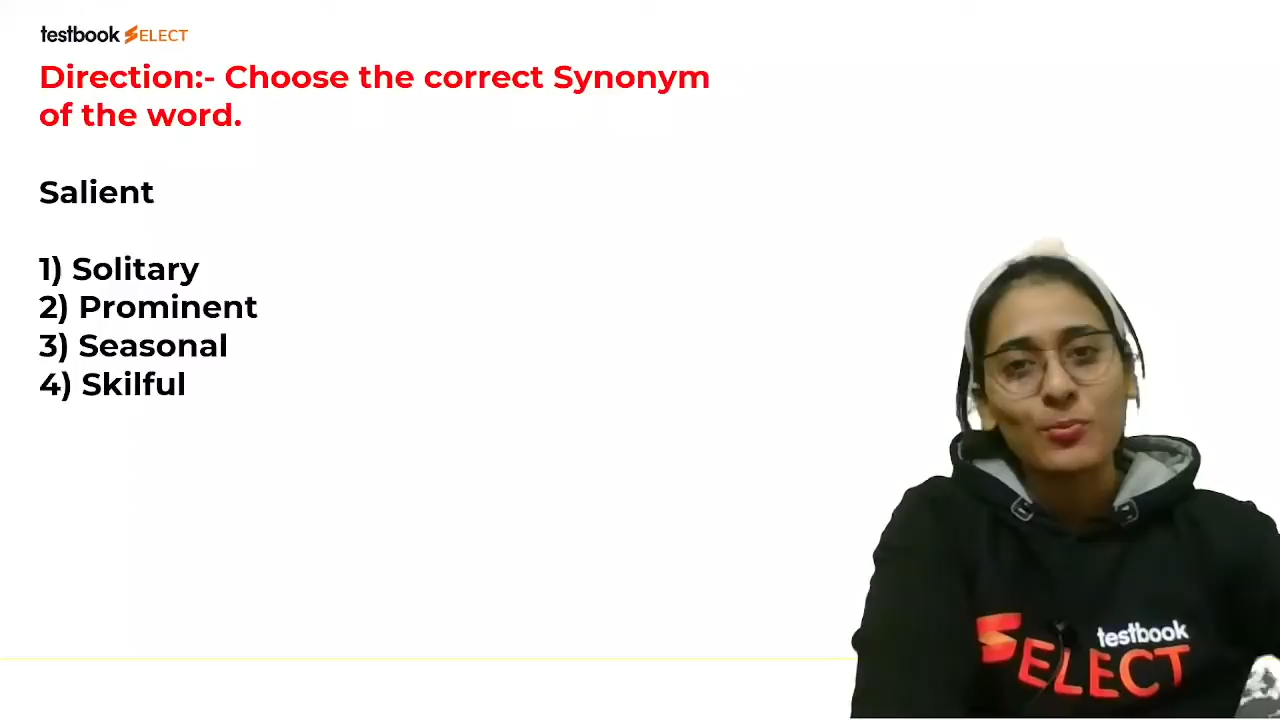 testbook SELECT
Direction:- Choose the correct Synonym
of the word.
Salient
1) Solitary
2) Prominent
3) Seasonal
4) Skilful
testbook
SELECT